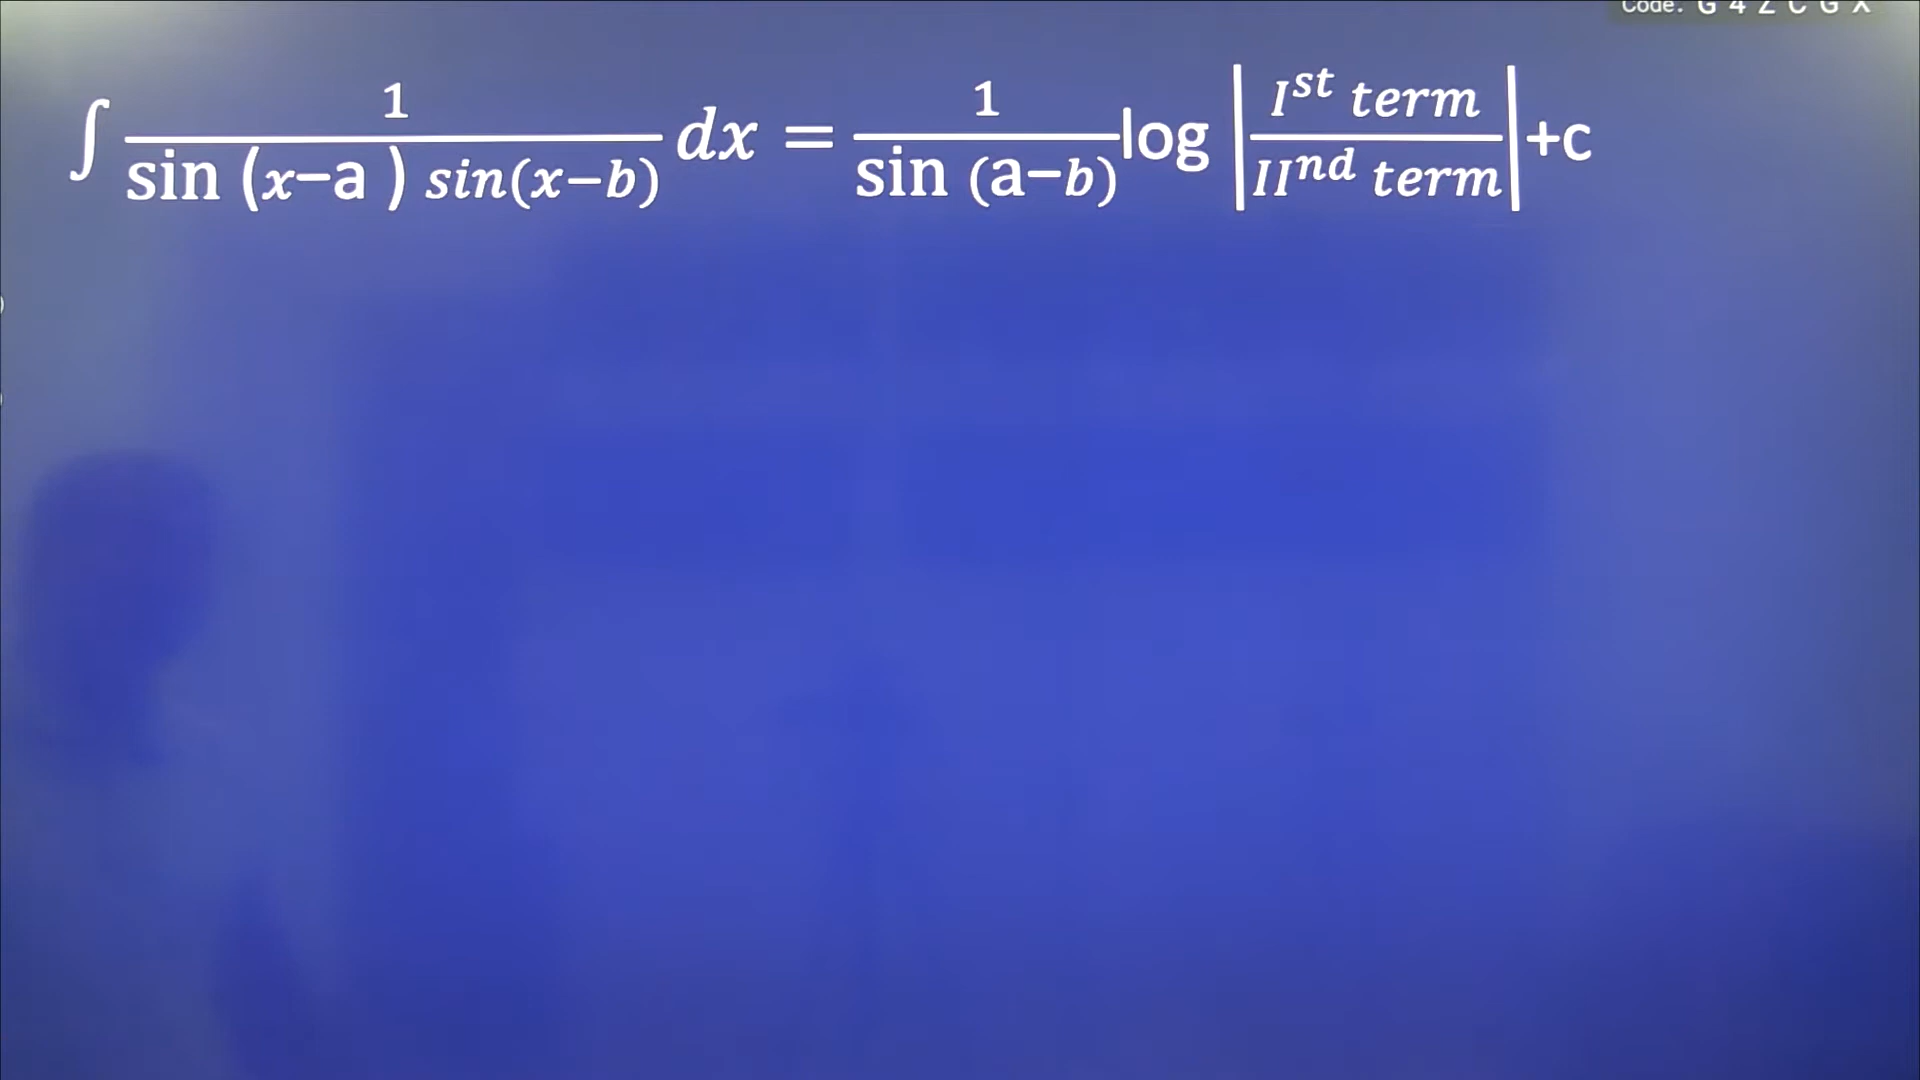 Code: G 4 Z C G X
∫ 1/(sin (x−a ) sin(x−b)) dx = 1/(sin (a−b)) log |Iˢᵗ term/IIⁿᵈ term| +c